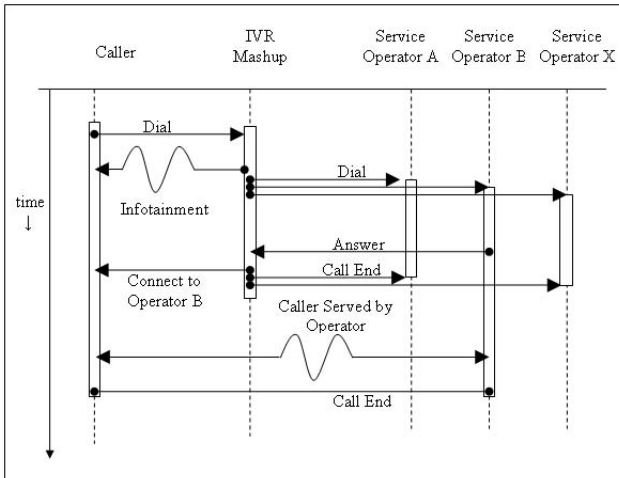 Caller
IVR
Mashup
Service
Operator A
Service
Operator B
Service
Operator X
Dial
Dial
time
↓
Infotainment
Answer
Call End
Connect to
Operator B
Caller Served by
Operator
Call End